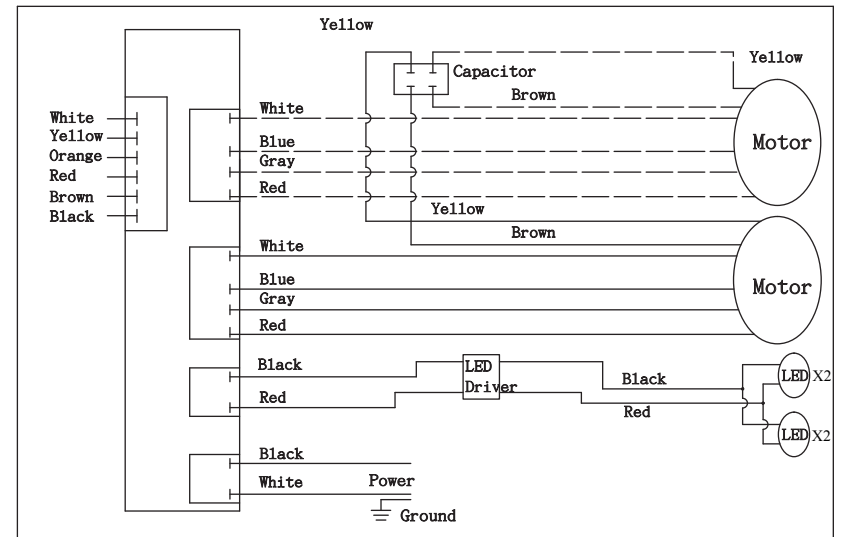 Yellow
Yellow
Capacitor
Brown
White
White
Yellow
Blue
Motor
Orange
Gray
Red
Red
Brown
Yellow
Black
Brown
White
Blue
Motor
Gray
Red
Black
LED
LED X2
Driver
Black
Red
Red
LED X2
Black
White
Power
Ground